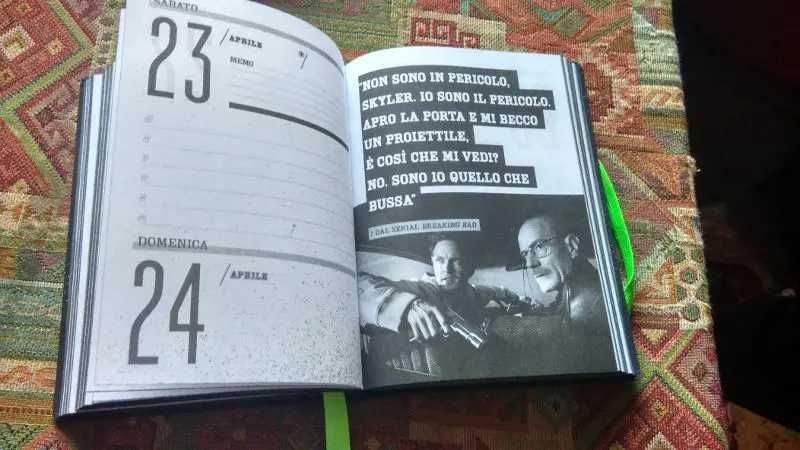 SABATO
23
/APRILE
*/
MEMO
DOMENICA
24
/APRILE
"NON SONO IN PERICOLO,
SKYLER. IO SONO IL PERICOLO.
APRO LA PORTA E MI BECCO
UN PROIETTILE,
È COSÌ CHE MI VEDI?
NO. SONO IO QUELLO CHE
BUSSA"
/ DAL SERIAL BREAKING BAD